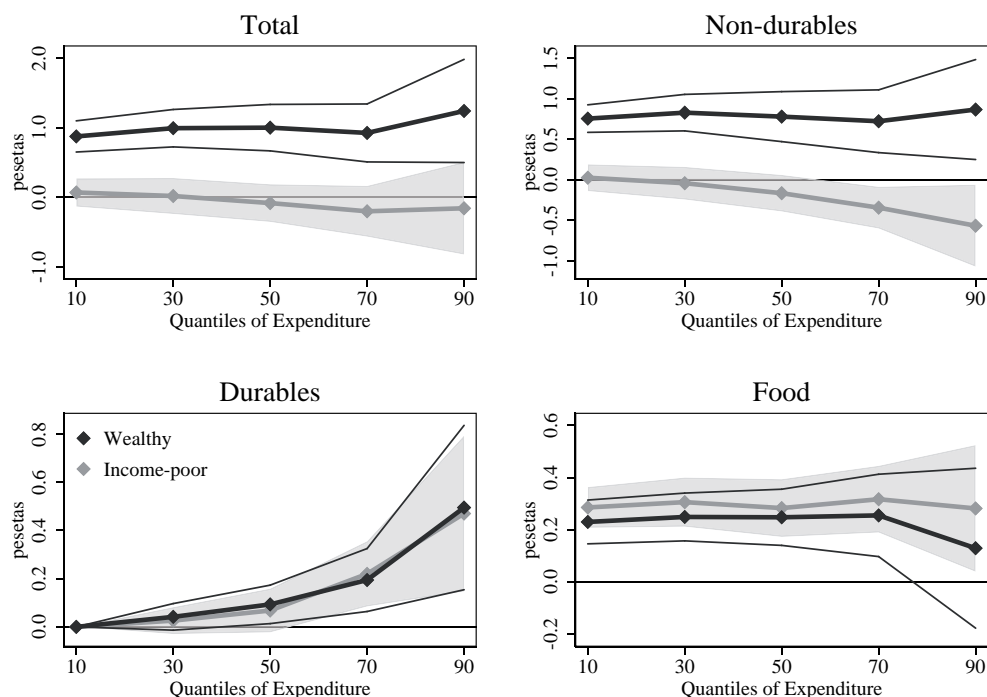 Total
2.0
1.0
0.0
-1.0
pesetas
10 30 50 70 90
Quantiles of Expenditure
Non-durables
1.5
1.0
0.5
0.0
-0.5
-1.0
pesetas
10 30 50 70 90
Quantiles of Expenditure
Durables
0.8
0.6
0.4
0.2
0.0
pesetas
Wealthy
Income-poor
10 30 50 70 90
Quantiles of Expenditure
Food
0.6
0.4
0.2
0.0
-0.2
pesetas
10 30 50 70 90
Quantiles of Expenditure